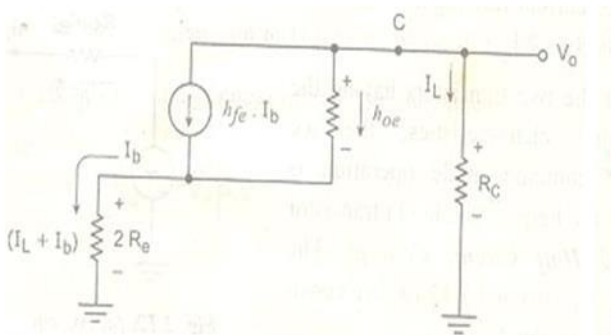 C
V₀
I_L
+
h_fe . I_b
h_oe
-
I_b
+
R_C
-
+
(I_L + I_b)
2 R_e
-